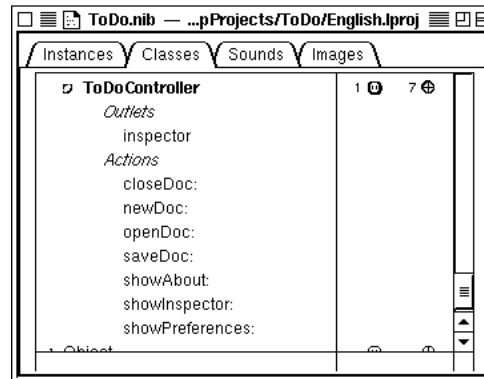 ToDo.nib — ...pProjects/ToDo/English.lproj
Instances Classes Sounds Images
ToDoController 1 7
Outlets
inspector
Actions
closeDoc:
newDoc:
openDoc:
saveDoc:
showAbout:
showInspector:
showPreferences:
Object